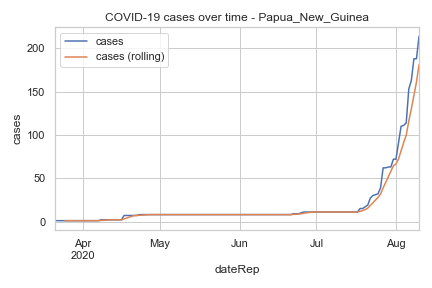 COVID-19 cases over time - Papua_New_Guinea
cases
cases (rolling)
cases
200
150
100
50
0
Apr
2020
May
Jun
Jul
Aug
dateRep